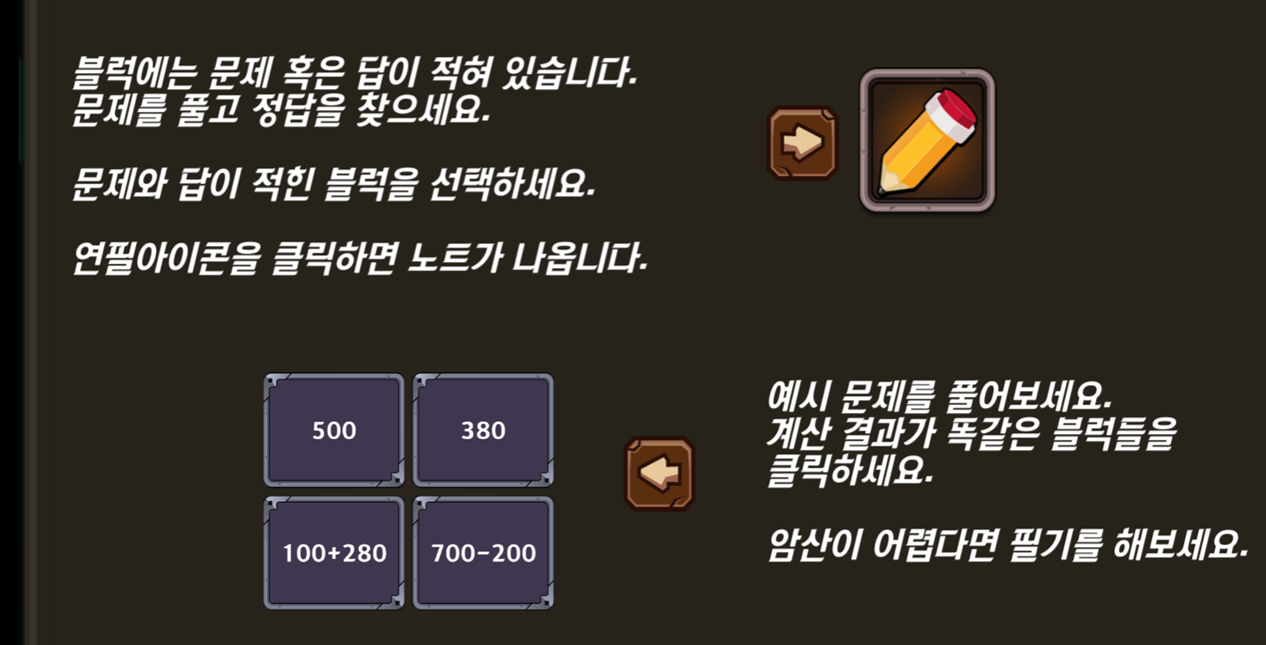 블럭에는 문제 혹은 답이 적혀 있습니다.
문제를 풀고 정답을 찾으세요.
문제와 답이 적힌 블럭을 선택하세요.
연필아이콘을 클릭하면 노트가 나옵니다.
500
380
100+280
700-200
예시 문제를 풀어보세요.
계산 결과가 똑같은 블럭들을
클릭하세요.
암산이 어렵다면 필기를 해보세요.